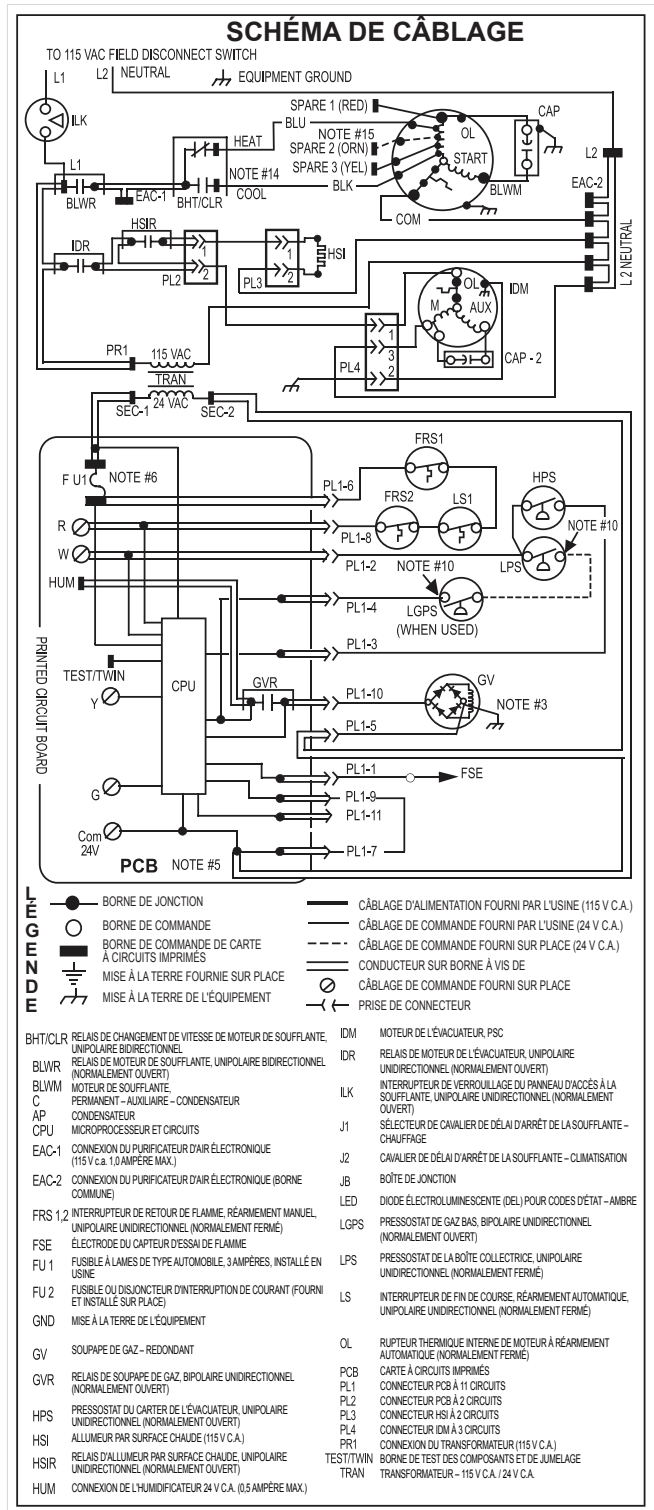 SCHÉMA DE CÂBLAGE
TO 115 VAC FIELD DISCONNECT SWITCH
L1
L2
NEUTRAL
EQUIPMENT GROUND
SPARE 1 (RED)
CAP
ILK
BLU
OL
NOTE #15
HEAT
SPARE 2 (ORN)
START
L2
L1
NOTE #14
SPARE 3 (YEL)
BLWM
EAC-1
COOL
BLK
EAC-2
BLWR
BHT/CLR
COM
HSIR
IDR
1
1
HSI
L 2 NEUTRAL
2
2
IDM
PL2
PL3
OL
M
AUX
1
PR1
115 VAC
3
CAP - 2
TRAN
PL4
2
24 VAC
SEC-1
SEC-2
FRS1
F U1
NOTE #6
HPS
PL1-6
FRS2
LS1
NOTE #10
R
PL1-8
W
PL1-2
NOTE #10
LPS
HUM
PL1-4
LGPS
(WHEN USED)
PL1-3
PRINTED CIRCUIT BOARD
TEST/TWIN
CPU
GVR
GV
Y
PL1-10
NOTE #3
PL1-5
PL1-1
FSE
G
PL1-9
PL1-11
Com
24V
PCB
NOTE #5
PL1-7
LÉGENDE
BORNE DE JONCTION
BORNE DE COMMANDE
BORNE DE COMMANDE DE CARTE
À CIRCUITS IMPRIMÉS
MISE À LA TERRE FOURNIE SUR PLACE
MISE À LA TERRE DE L'ÉQUIPEMENT
CÂBLAGE D'ALIMENTATION FOURNI PAR L'USINE (115 V C.A.)
CÂBLAGE DE COMMANDE FOURNI PAR L'USINE (24 V C.A.)
CÂBLAGE DE COMMANDE FOURNI SUR PLACE (24 V C.A.)
CONDUCTEUR SUR BORNE À VIS DE
CÂBLAGE DE COMMANDE FOURNI SUR PLACE
PRISE DE CONNECTEUR
BHT/CLR RELAIS DE CHANGEMENT DE VITESSE DE MOTEUR DE SOUFFLANTE,
UNIPOLAIRE BIDIRECTIONNEL
BLWR RELAIS DE MOTEUR DE SOUFFLANTE, UNIPOLAIRE BIDIRECTIONNEL
(NORMALEMENT OUVERT)
BLWM MOTEUR DE SOUFFLANTE,
C PERMANENT – AUXILIAIRE – CONDENSATEUR
AP CONDENSATEUR
CPU MICROPROCESSEUR ET CIRCUITS
EAC-1 CONNEXION DU PURIFICATEUR D'AIR ÉLECTRONIQUE
(115 V c.a. 1,0 AMPÈRE MAX.)
EAC-2 CONNEXION DU PURIFICATEUR D'AIR ÉLECTRONIQUE (BORNE
COMMUNE)
FRS 1,2 INTERRUPTEUR DE RETOUR DE FLAMME, RÉARMEMENT MANUEL,
UNIPOLAIRE UNIDIRECTIONNEL (NORMALEMENT FERMÉ)
FSE ÉLECTRODE DU CAPTEUR D'ESSAI DE FLAMME
FU 1 FUSIBLE À LAMES DE TYPE AUTOMOBILE, 3 AMPÈRES, INSTALLÉ EN
USINE
FU 2 FUSIBLE OU DISJONCTEUR D'INTERRUPTION DE COURANT (FOURNI
ET INSTALLÉ SUR PLACE)
GND MISE À LA TERRE DE L'ÉQUIPEMENT
GV SOUPAPE DE GAZ – REDONDANT
GVR RELAIS DE SOUPAPE DE GAZ, BIPOLAIRE UNIDIRECTIONNEL
(NORMALEMENT OUVERT)
HPS PRESSOSTAT DU CARTER DE L'ÉVACUATEUR, UNIPOLAIRE
UNIDIRECTIONNEL (NORMALEMENT OUVERT)
HSI ALLUMEUR PAR SURFACE CHAUDE (115 V C.A.)
HSIR RELAIS D'ALLUMEUR PAR SURFACE CHAUDE, UNIPOLAIRE
UNIDIRECTIONNEL (NORMALEMENT OUVERT)
HUM CONNEXION DE L'HUMIDIFICATEUR 24 V C.A. (0,5 AMPÈRE MAX.)
IDM MOTEUR DE L'ÉVACUATEUR, PSC
IDR RELAIS DE MOTEUR DE L'ÉVACUATEUR, UNIPOLAIRE
UNIDIRECTIONNEL (NORMALEMENT OUVERT)
ILK INTERRUPTEUR DE VERROUILLAGE DU PANNEAU D'ACCÈS À LA
SOUFFLANTE, UNIPOLAIRE UNIDIRECTIONNEL (NORMALEMENT
OUVERT)
J1 SÉLECTEUR DE CAVALIER DE DÉLAI D'ARRÊT DE LA SOUFFLANTE –
CHAUFFAGE
J2 CAVALIER DE DÉLAI D'ARRÊT DE LA SOUFFLANTE – CLIMATISATION
JB BOÎTE DE JONCTION
LED DIODE ÉLECTROLUMINESCENTE (DEL) POUR CODES D'ÉTAT – AMBRE
LGPS PRESSOSTAT DE GAZ BAS, BIPOLAIRE UNIDIRECTIONNEL
(NORMALEMENT OUVERT)
LPS PRESSOSTAT DE LA BOÎTE COLLECTRICE, UNIPOLAIRE
UNIDIRECTIONNEL (NORMALEMENT FERMÉ)
LS INTERRUPTEUR DE FIN DE COURSE, RÉARMEMENT AUTOMATIQUE,
UNIPOLAIRE UNIDIRECTIONNEL (NORMALEMENT FERMÉ)
OL RUPTEUR THERMIQUE INTERNE DE MOTEUR À RÉARMEMENT
AUTOMATIQUE (NORMALEMENT FERMÉ)
PCB CARTE À CIRCUITS IMPRIMÉS
PL1 CONNECTEUR PCB À 11 CIRCUITS
PL2 CONNECTEUR PCB À 2 CIRCUITS
PL3 CONNECTEUR HSI À 2 CIRCUITS
PL4 CONNECTEUR IDM À 3 CIRCUITS
PR1 CONNEXION DU TRANSFORMATEUR (115 V C.A.)
TEST/TWIN BORNE DE TEST DES COMPOSANTS ET DE JUMELAGE
TRAN TRANSFORMATEUR – 115 V C.A. / 24 V C.A.